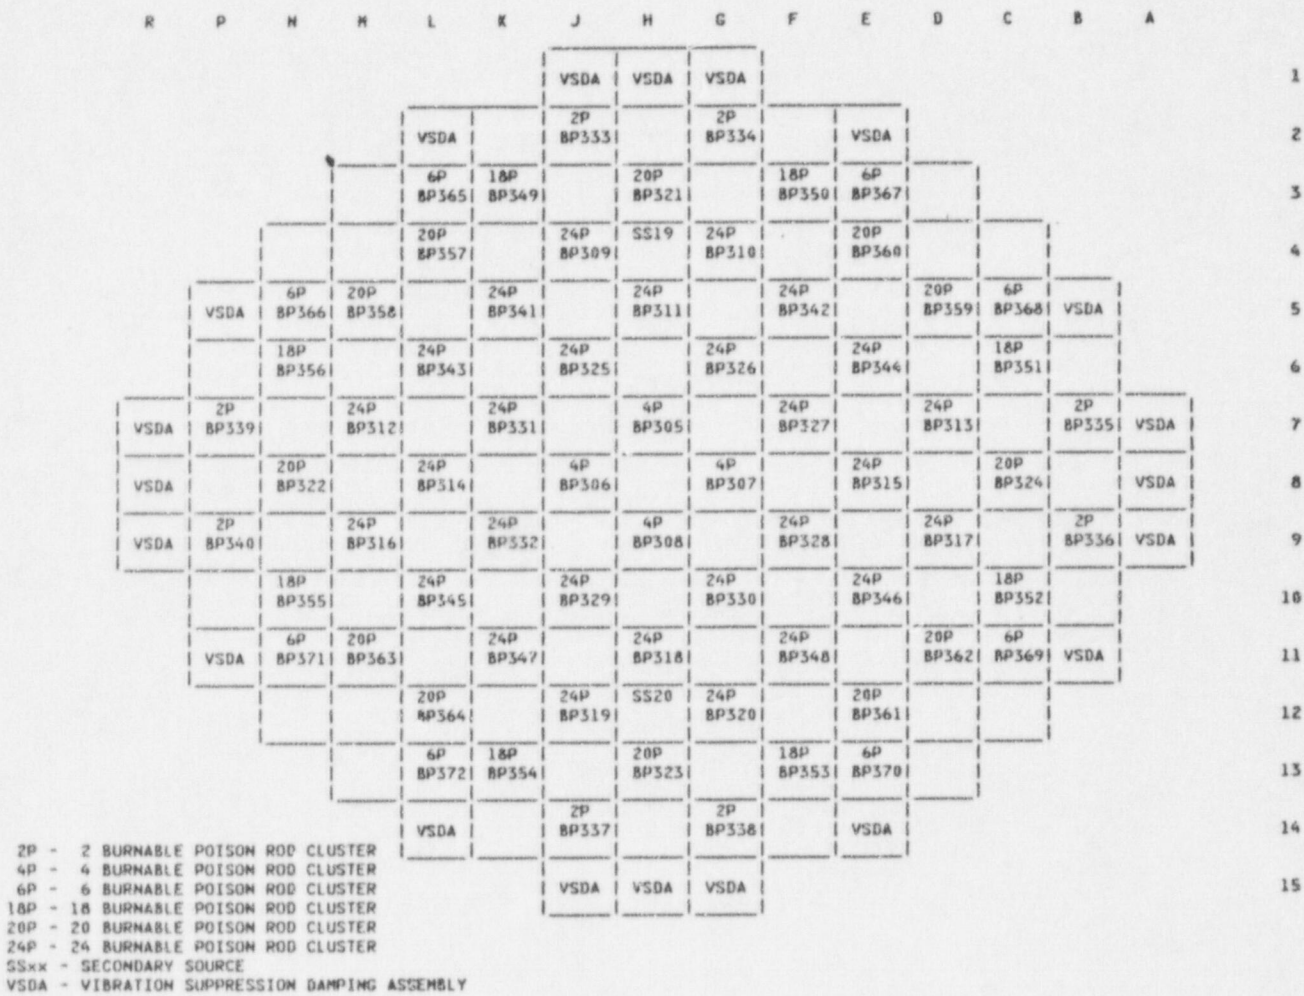 R P N M L K J H G F E D C B A
VSDA VSDA VSDA 1
2P 2P
VSDA BP333 BP334 VSDA 2
6P 18P 20P 18P 6P
BP365 BP349 BP321 BP350 BP367 3
20P 24P SS19 24P 20P
BP357 BP309 BP310 BP360 4
6P 20P 24P 24P 24P 20P 6P
VSDA BP366 BP358 BP341 BP311 BP342 BP359 BP368 VSDA 5
18P 24P 24P 24P 24P 18P
BP356 BP343 BP325 BP326 BP344 BP351 6
2P 24P 24P 4P 24P 24P 2P
VSDA BP339 BP312 BP331 BP305 BP327 BP313 BP335 VSDA 7
20P 24P 4P 4P 24P 20P
VSDA BP322 BP314 BP306 BP307 BP315 BP324 VSDA 8
2P 24P 24P 4P 24P 24P 2P
VSDA BP340 BP316 BP332 BP308 BP328 BP317 BP336 VSDA 9
18P 24P 24P 24P 24P 18P
BP355 BP345 BP329 BP330 BP346 BP352 10
6P 20P 24P 24P 24P 20P 6P
VSDA BP371 BP363 BP347 BP318 BP348 BP362 BP369 VSDA 11
20P 24P SS20 24P 20P
BP364 BP319 BP320 BP361 12
6P 18P 20P 18P 6P
BP372 BP354 BP323 BP353 BP370 13
2P 2P
VSDA BP337 BP338 VSDA 14
VSDA VSDA VSDA 15
2P - 2 BURNABLE POISON ROD CLUSTER
4P - 4 BURNABLE POISON ROD CLUSTER
6P - 6 BURNABLE POISON ROD CLUSTER
18P - 18 BURNABLE POISON ROD CLUSTER
20P - 20 BURNABLE POISON ROD CLUSTER
24P - 24 BURNABLE POISON ROD CLUSTER
SSxx - SECONDARY SOURCE
VSDA - VIBRATION SUPPRESSION DAMPING ASSEMBLY